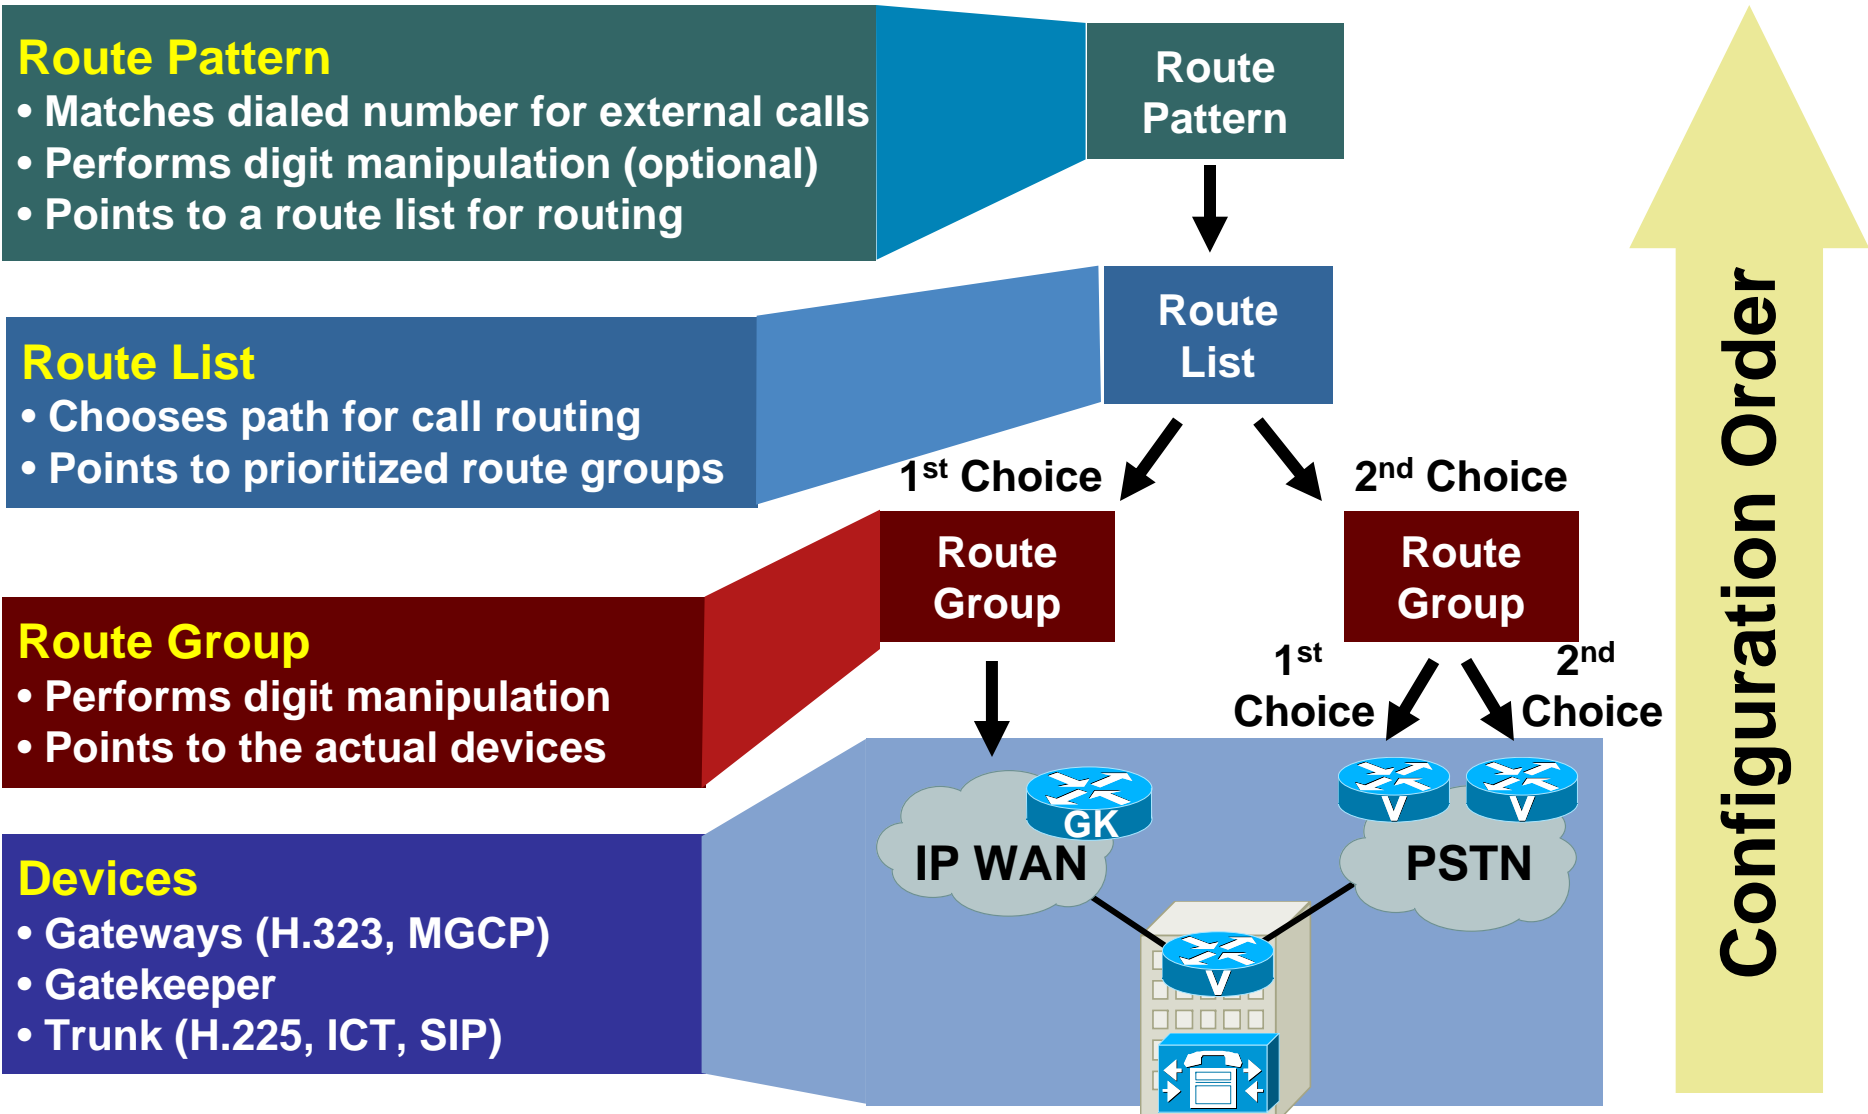 Route Pattern
• Matches dialed number for external calls
• Performs digit manipulation (optional)
• Points to a route list for routing
Route
Pattern
Route List
• Chooses path for call routing
• Points to prioritized route groups
Route
List
1st Choice
2nd Choice
Route Group
• Performs digit manipulation
• Points to the actual devices
Route
Group
Route
Group
1st
Choice
2nd
Choice
Devices
• Gateways (H.323, MGCP)
• Gatekeeper
• Trunk (H.225, ICT, SIP)
GK
IP WAN
V
V
PSTN
V
Configuration Order